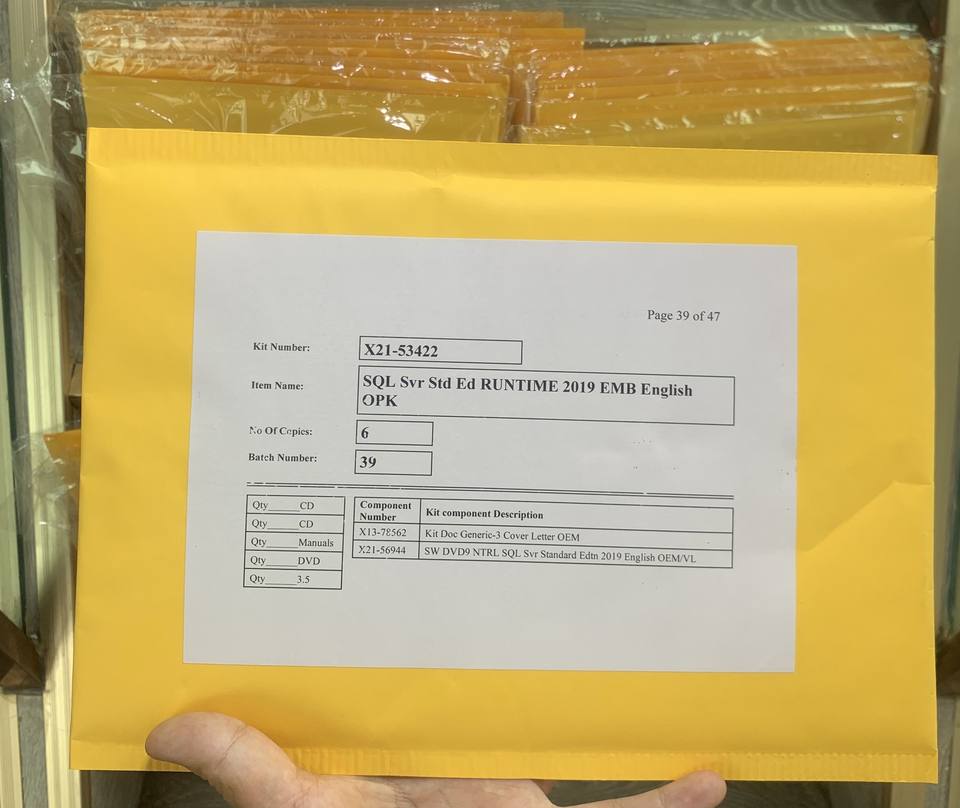 Page 39 of 47
Kit Number: X21-53422
Item Name: SQL Svr Std Ed RUNTIME 2019 EMB English
OPK
No Of Copies: 6
Batch Number: 39
Qty_____CD
Qty_____CD
Qty_____Manuals
Qty_____DVD
Qty_____3.5
Component Number Kit component Description
X13-78562 Kit Doc Generic-3 Cover Letter OEM
X21-56944 SW DVD9 NTRL SQL Svr Standard Edtn 2019 English OEM/VL